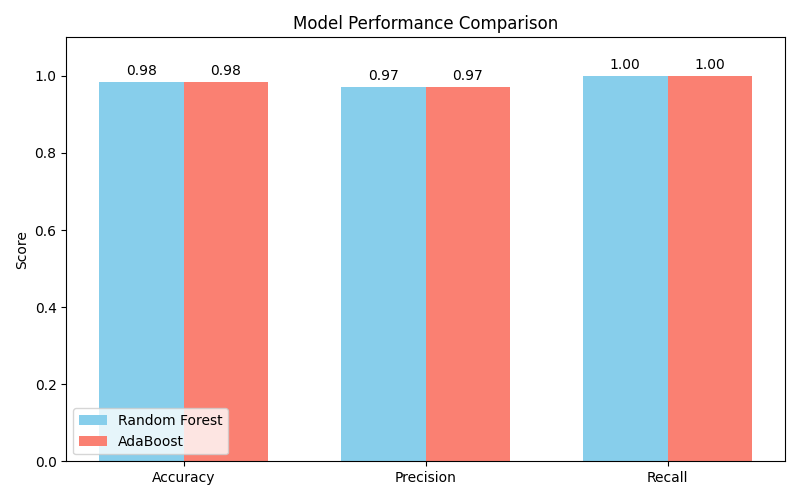 Model Performance Comparison
0.98 0.98 0.97 0.97 1.00 1.00
1.0
0.8
0.6
0.4
0.2
0.0
Score
Random Forest
AdaBoost
Accuracy Precision Recall